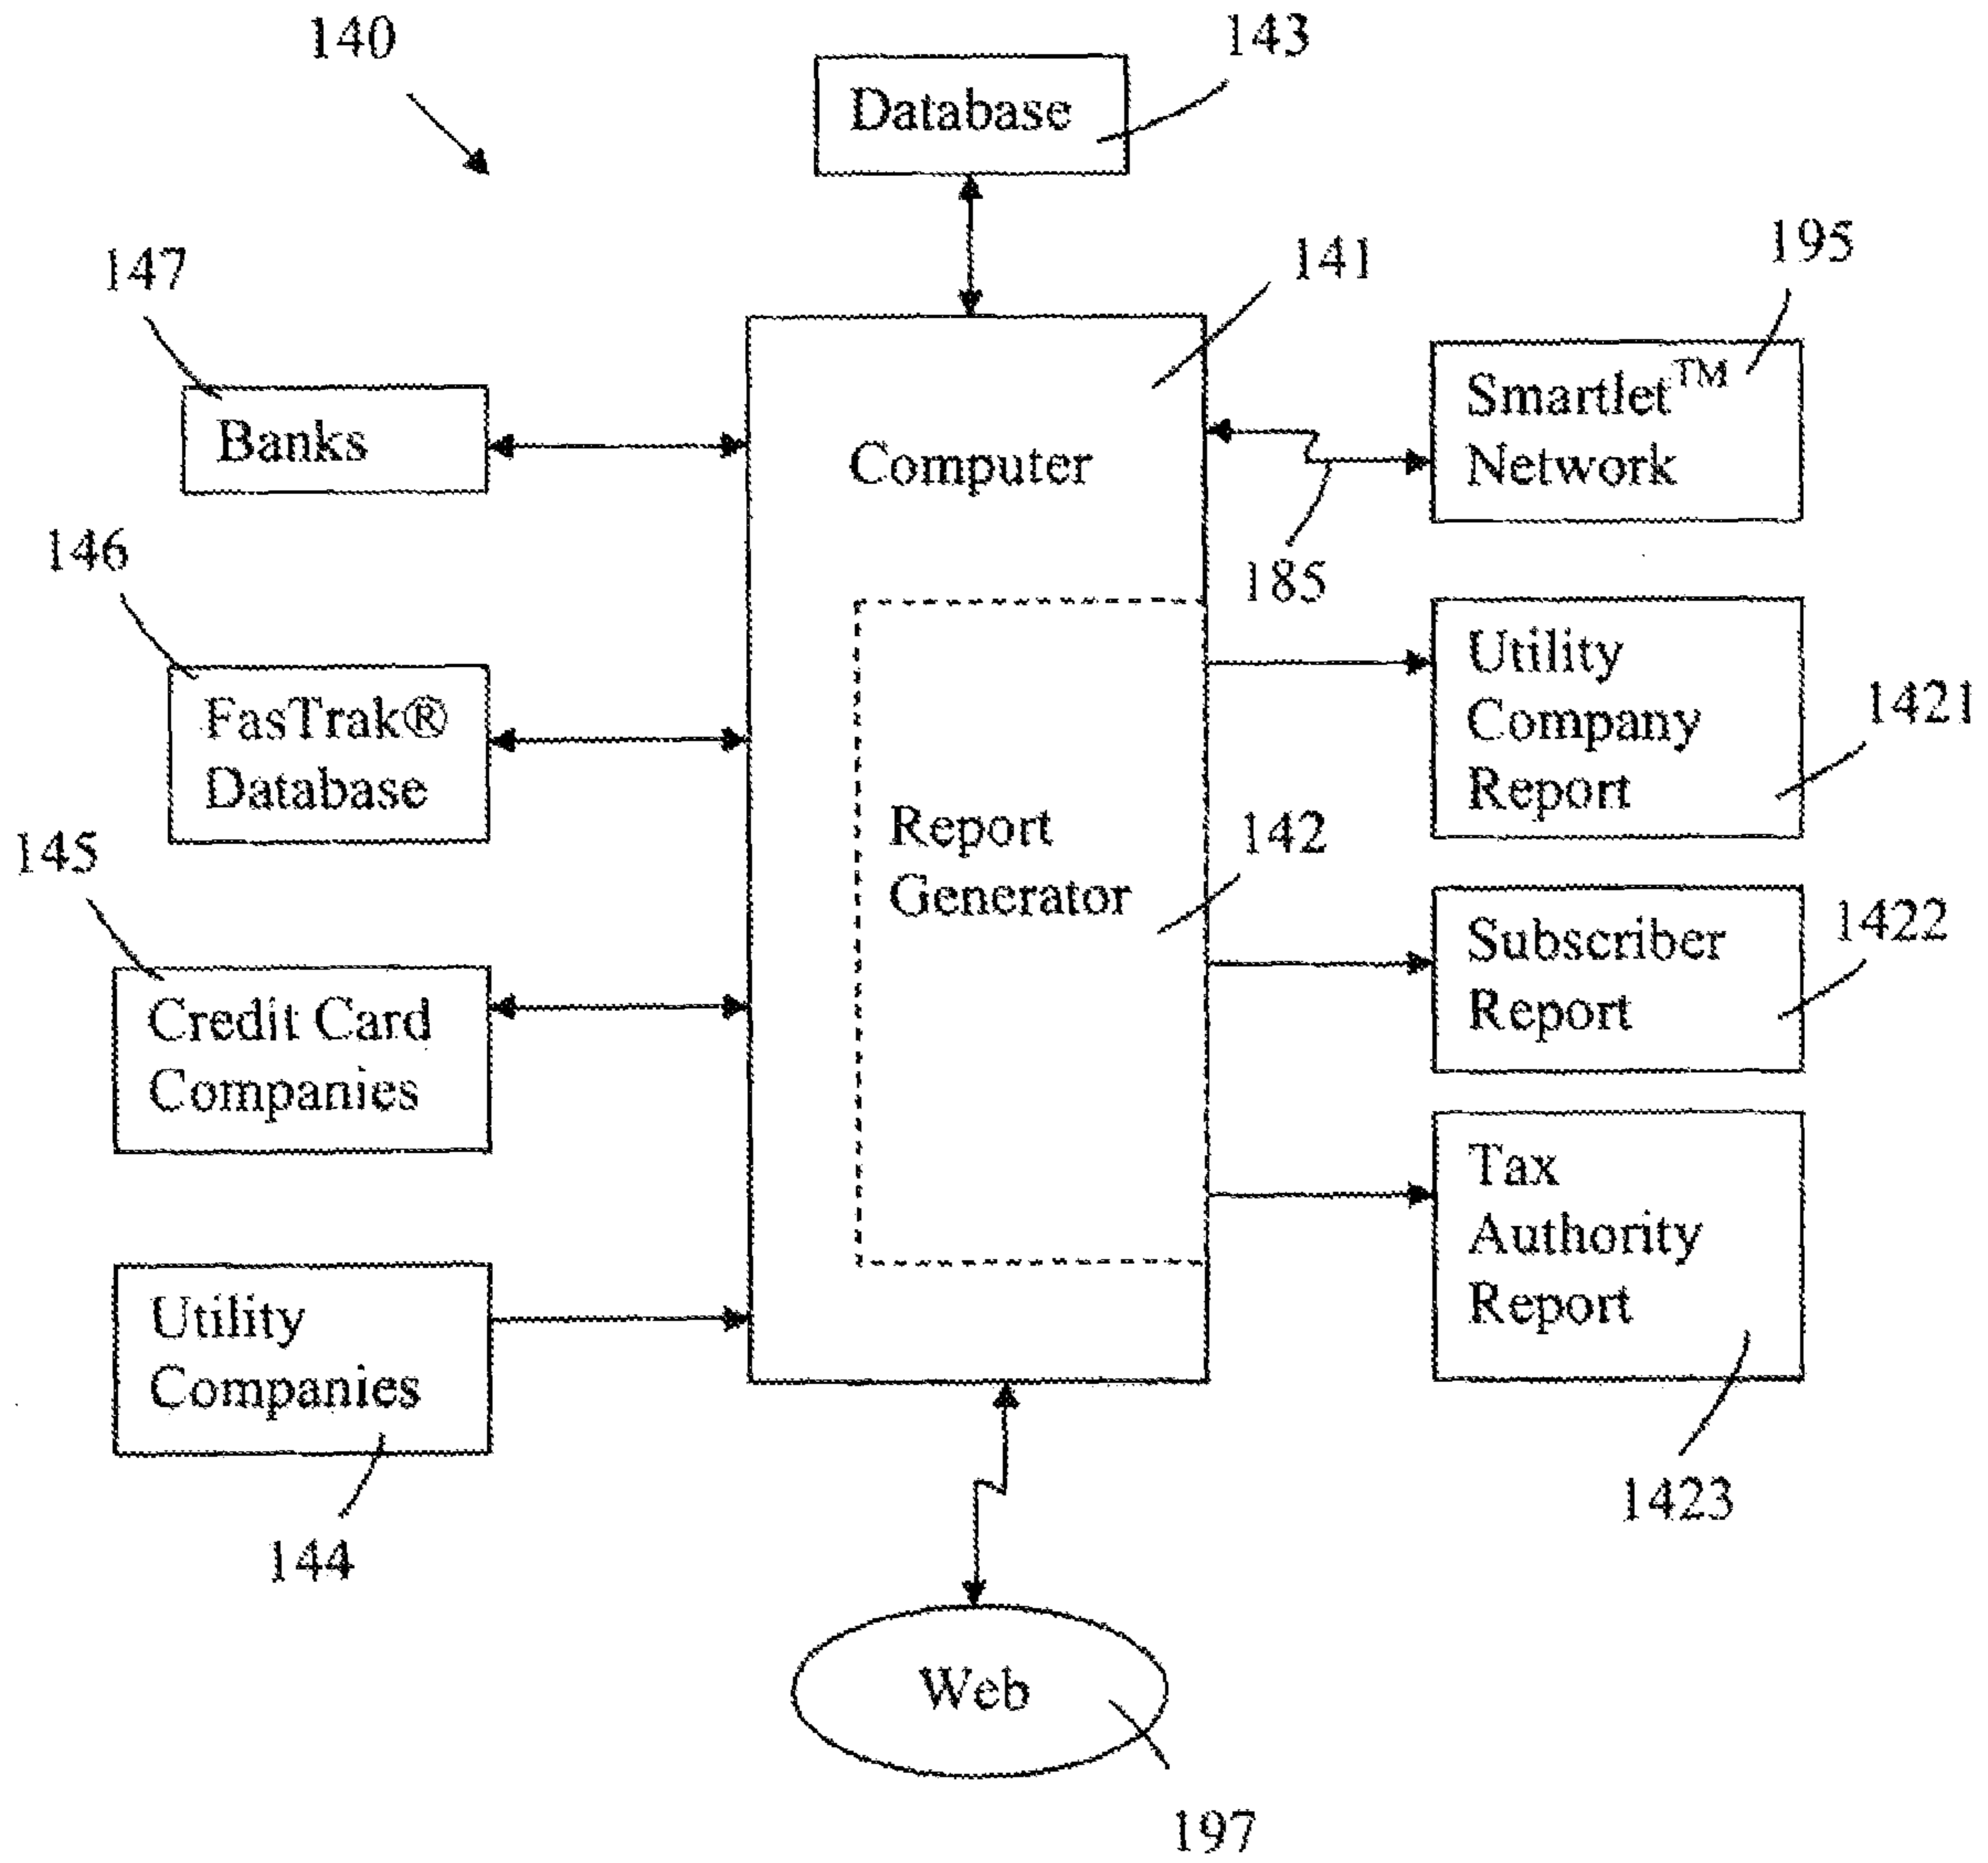 140
143
Database
195
147
141
Banks
Smartlet™
Network
Computer
146
185
FasTrak®
Database
Utility
Company
Report
1421
145
Report
Generator
142
Credit Card
Companies
Subscriber
Report
1422
Utility
Companies
Tax
Authority
Report
144
1423
Web
197